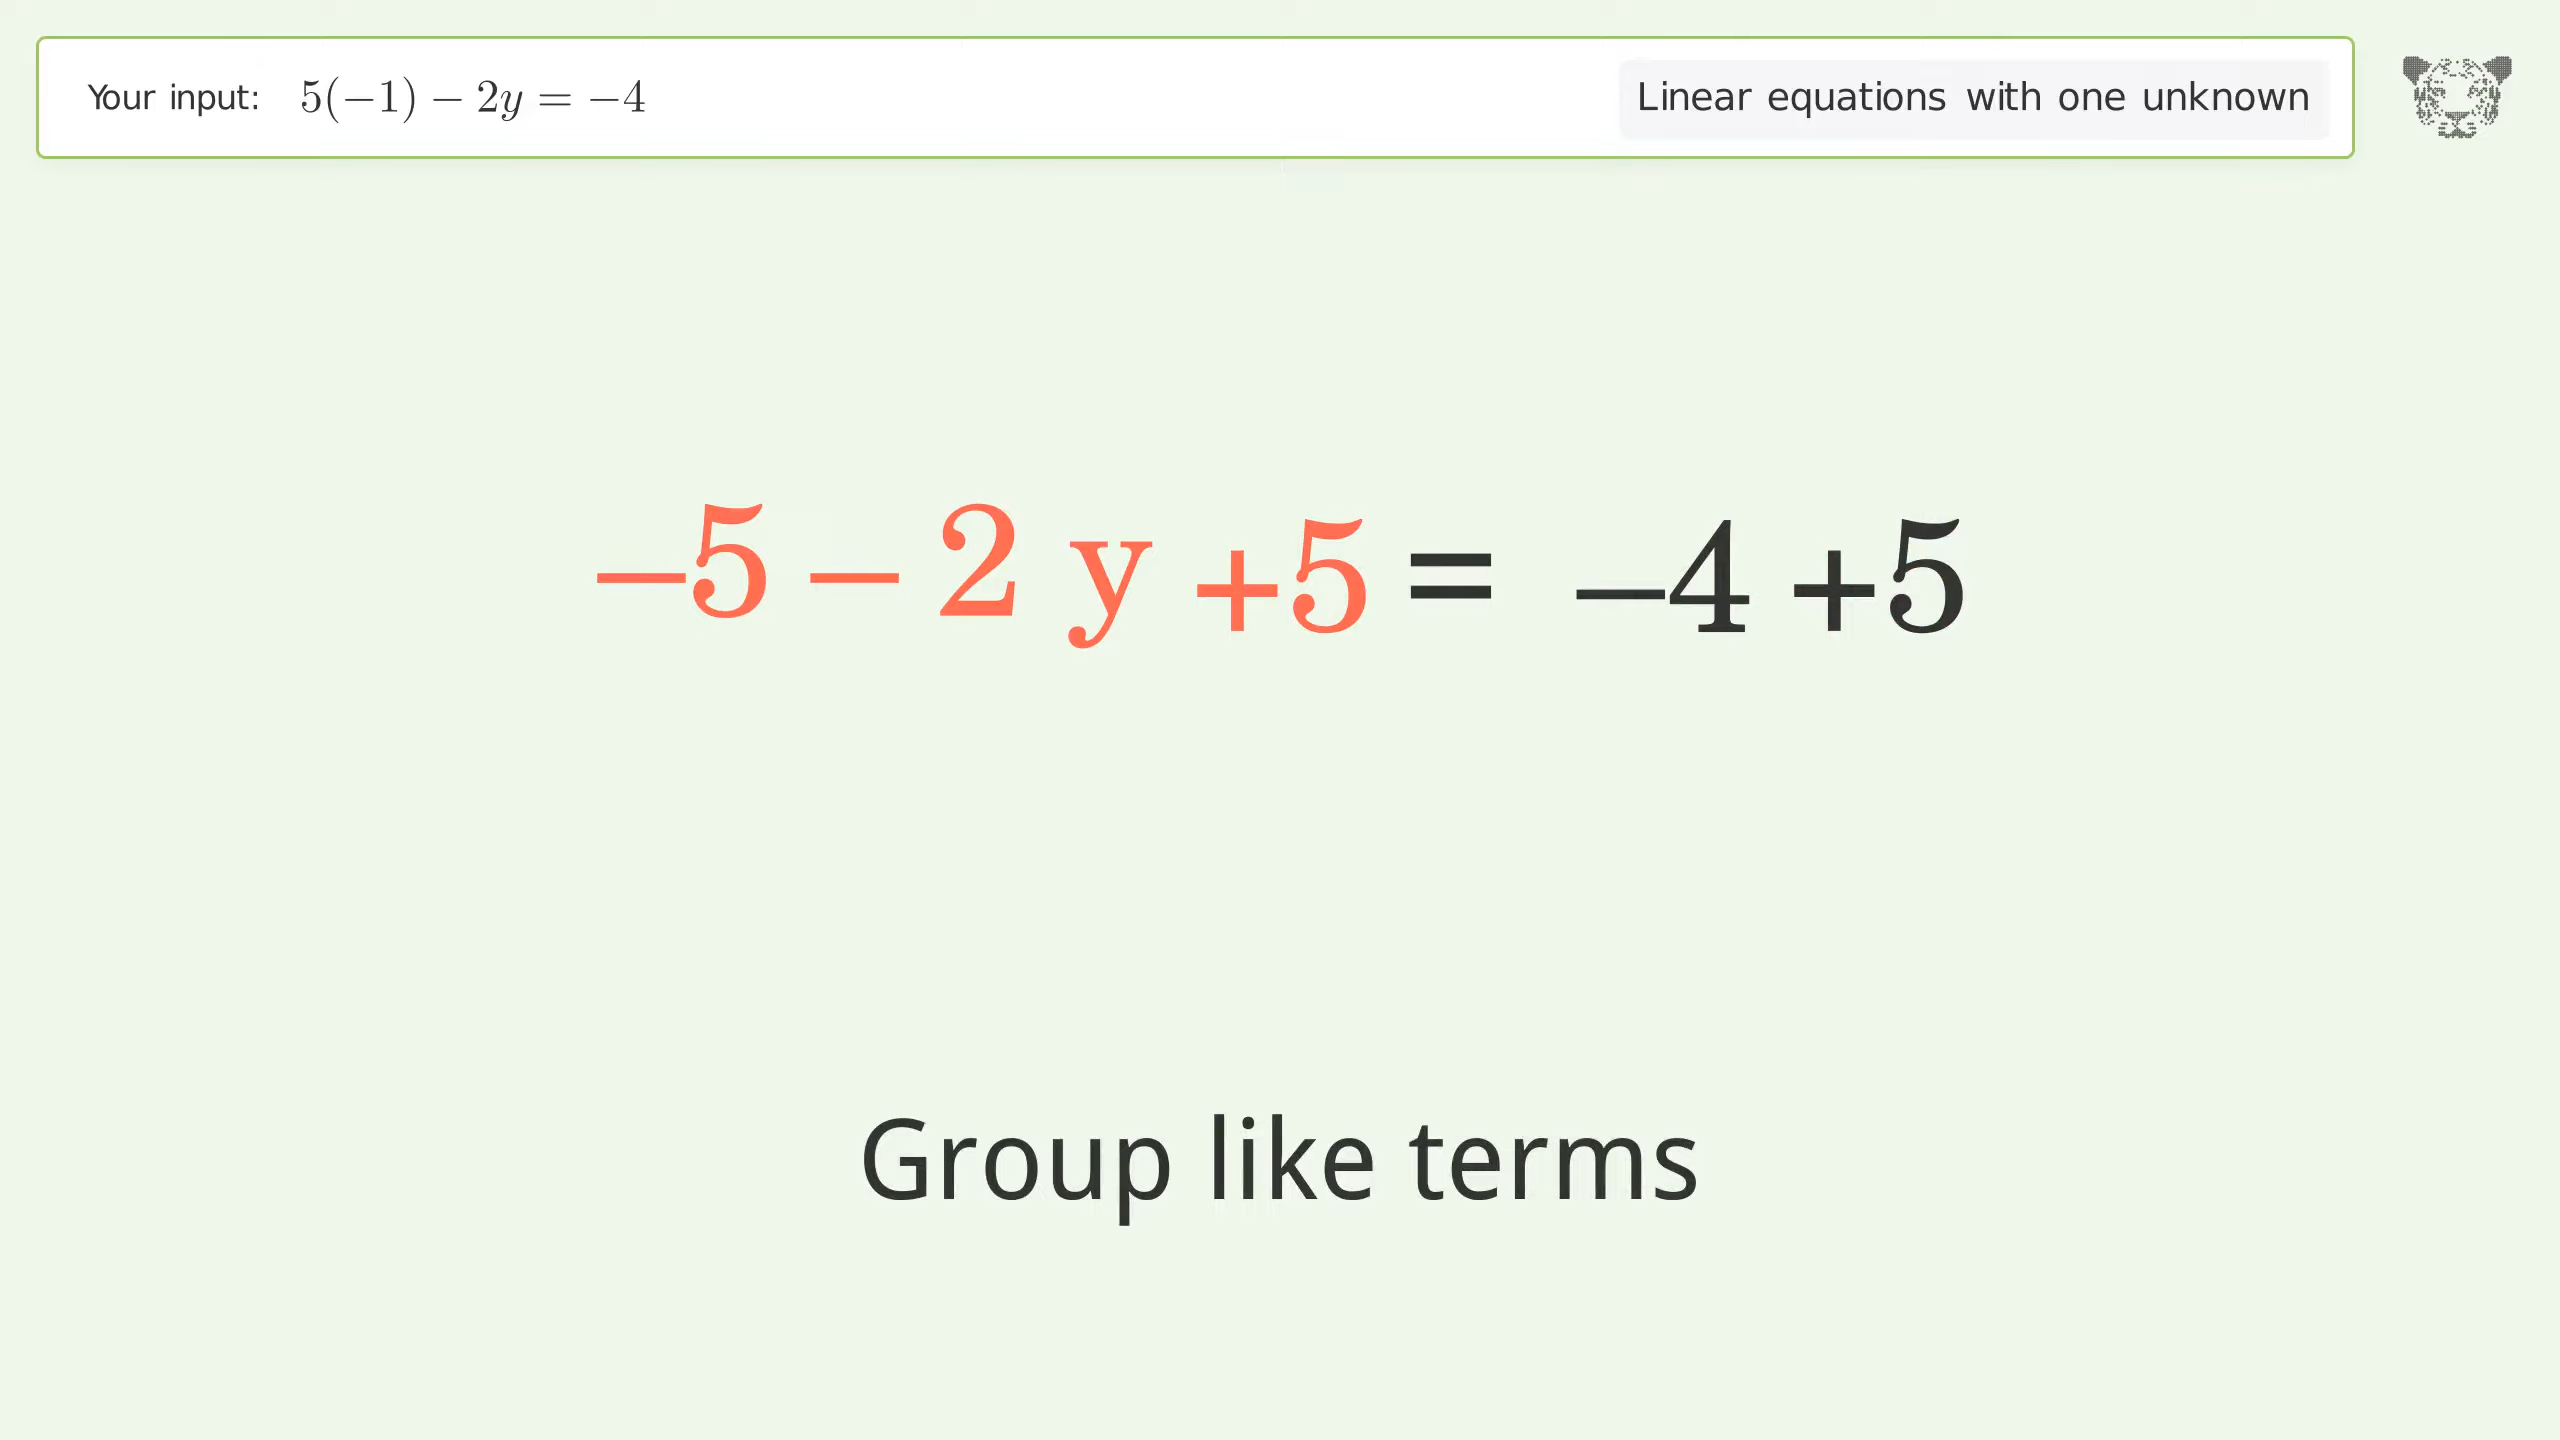 Your input: 5(−1) − 2y = −4
Linear equations with one unknown
−5 − 2 y +5 = −4 +5
Group like terms